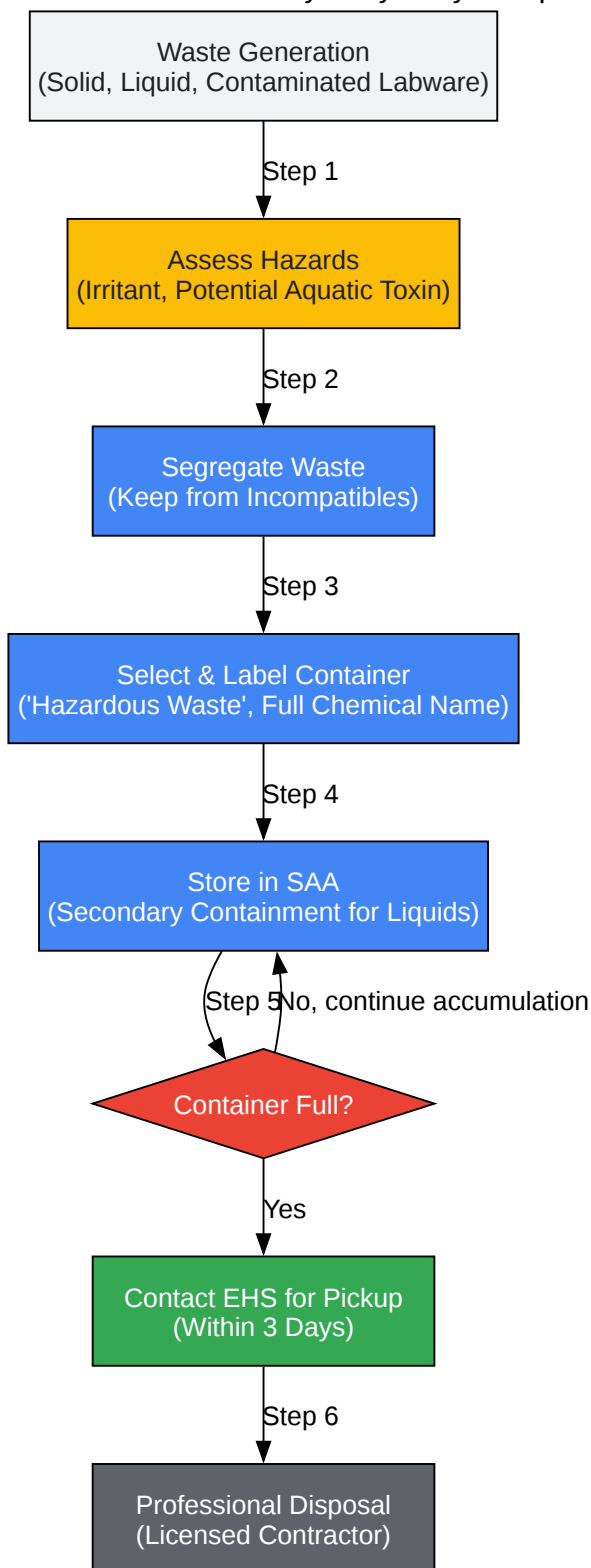 Waste Generation
(Solid, Liquid, Contaminated Labware)
Step 1
Assess Hazards
(Irritant, Potential Aquatic Toxin)
Step 2
Segregate Waste
(Keep from Incompatibles)
Step 3
Select & Label Container
('Hazardous Waste', Full Chemical Name)
Step 4
Store in SAA
(Secondary Containment for Liquids)
Step 5
No, continue accumulation
Container Full?
Yes
Contact EHS for Pickup
(Within 3 Days)
Step 6
Professional Disposal
(Licensed Contractor)